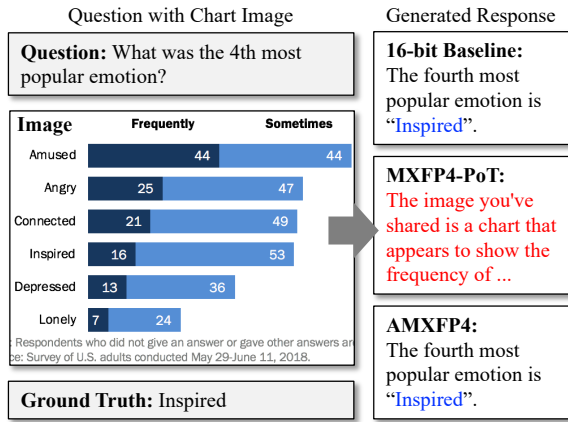 Question with Chart Image
Question: What was the 4th most
popular emotion?
Image
Frequently Sometimes
Amused 44 44
Angry 25 47
Connected 21 49
Inspired 16 53
Depressed 13 36
Lonely 7 24
: Respondents who did not give an answer or gave other answers are
ce: Survey of U.S. adults conducted May 29-June 11, 2018.
Ground Truth: Inspired
Generated Response
16-bit Baseline:
The fourth most
popular emotion is
“Inspired”.
MXFP4-PoT:
The image you've
shared is a chart that
appears to show the
frequency of ...
AMXFP4:
The fourth most
popular emotion is
“Inspired”.